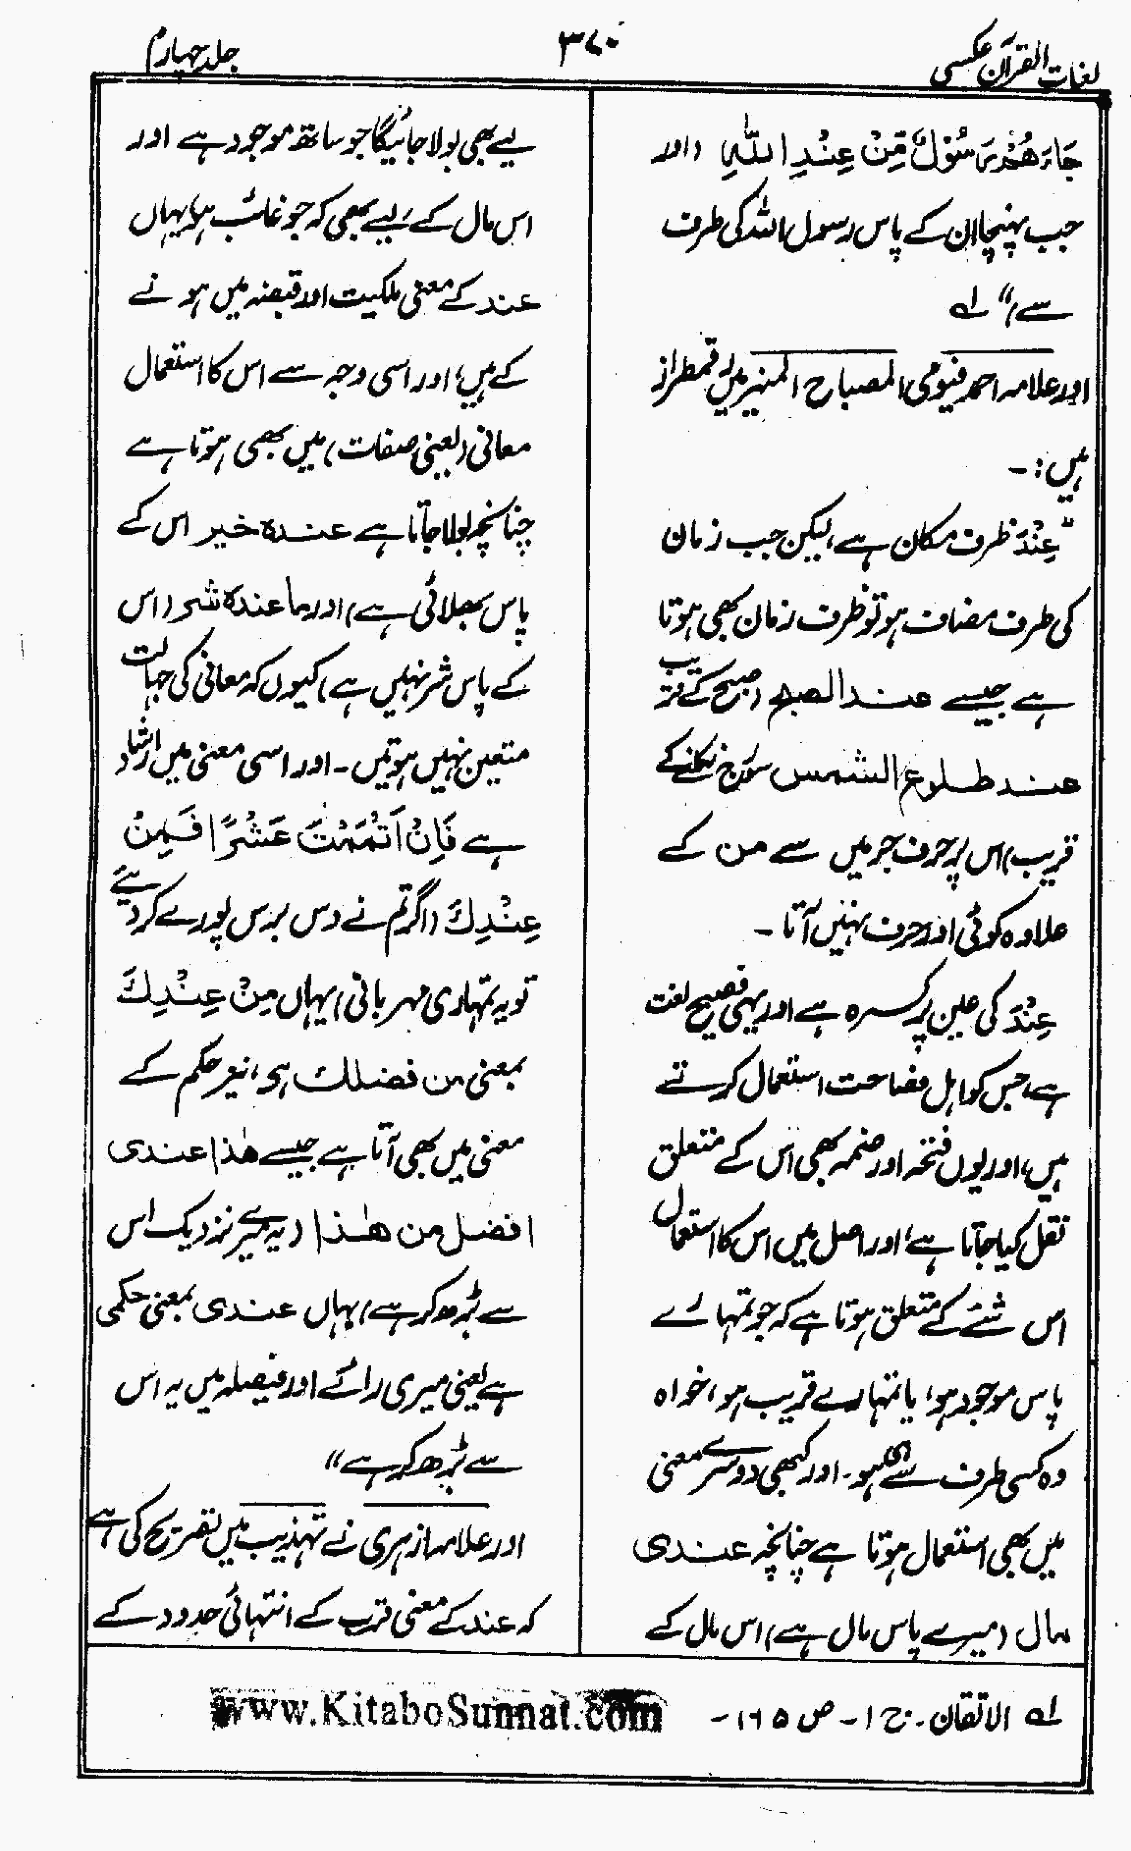 لغات القرآن عکسی
۳۷۰
جلد چہارم
جَآءَهُمْ رَسُوْلٌ مِّنْ عِنْدِ اللّٰهِ (اور
جب پہنچا ان کے پاس رسول اللہ کی طرف
سے)" لہ
اور علامہ احمد فیومی المصباح المنیر میں رقمطراز
ہیں :۔
"عِنْدَ ظرف مکان ہے، لیکن جب زمان
کی طرف مضاف ہو تو ظرف زمان بھی ہوتا
ہے جیسے عند الصبح (صبح کے قریب
عند طلوع الشمس سورج نکلنے کے
قریب) اس پر حرف جر میں سے من کے
علاوہ کوئی اور حرف نہیں آتا ۔
عِنْدَ کی عین پر کسرہ ہے اور یہی فصیح لغت
ہے، جس کو اہل فصاحت استعمال کرتے
ہیں، اور یوں فتحہ اور ضمہ بھی اس کے متعلق
نقل کیا جاتا ہے، اور اصل میں اس کا استعمال
اس شئے کے متعلق ہوتا ہے کہ جو تمہارے
پاس موجود ہو، یا تمہارے قریب ہو، خواہ
وہ کسی طرف سے بھی ہو۔ اور کبھی دوسرے معنی
میں بھی استعمال ہوتا ہے چنانچہ عندی
مال (میرے پاس مال ہے) اس مال کے
لیے بھی بولا جائیگا جو ساتھ موجود ہے اور
اس مال کے لیے بھی کہ جو غائب ہو، یہاں
عند کے معنی ملکیت اور قبضہ میں ہونے
کے ہیں، اور اسی وجہ سے اس کا استعمال
معانی (یعنی صفات) میں بھی ہوتا ہے
چنانچہ بولا جاتا ہے عندہ خیر اس کے
پاس بھلائی ہے) اور ما عندہ شر (اس
کے پاس شر نہیں ہے) کیوں کہ معانی کی جہات
متعین نہیں ہوتیں ۔ اور اسی معنی میں ارشاد
ہے فَاِنْ اَتْمَمْتَ عَشْرًا فَمِنْ
عِنْدِكَ (اگر تم نے دس برس پورے کر دیئے
تو یہ تمہاری مہربانی) یہاں مِنْ عِنْدِكَ
بمعنی من فضلك ہی، نیز حکم کے
معنی میں بھی آتا ہے جیسے هٰذا عندی
افضل من هٰذا (یہ میرے نزدیک اس
سے بڑھ کر ہے) یہاں عندی بمعنی حکمی
ہے یعنی میری رائے اور فیصلہ میں یہ اس
سے بڑھ کر ہے"
اور علامہ ازہری نے تہذیب میں تصریح کی ہے
کہ عند کے معنی قرب کے انتہائی حدود کے
لہ الاتقان ۔ ج ۱ ۔ ص ۱۶۵ ۔
www.KitaboSunnat.com